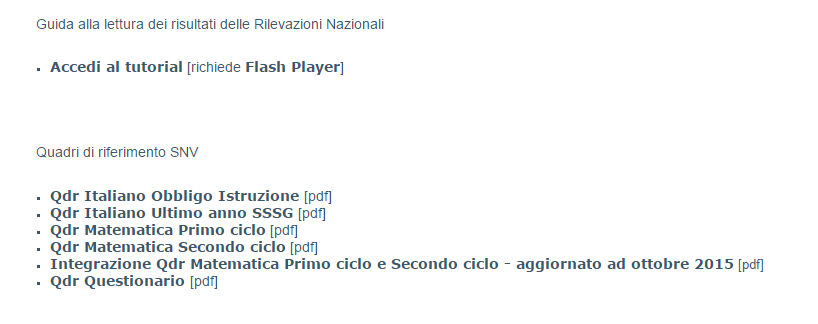 Guida alla lettura dei risultati delle Rilevazioni Nazionali
Accedi al tutorial [richiede Flash Player]
Quadri di riferimento SNV
Qdr Italiano Obbligo Istruzione [pdf]
Qdr Italiano Ultimo anno SSSG [pdf]
Qdr Matematica Primo ciclo [pdf]
Qdr Matematica Secondo ciclo [pdf]
Integrazione Qdr Matematica Primo ciclo e Secondo ciclo - aggiornato ad ottobre 2015 [pdf]
Qdr Questionario [pdf]